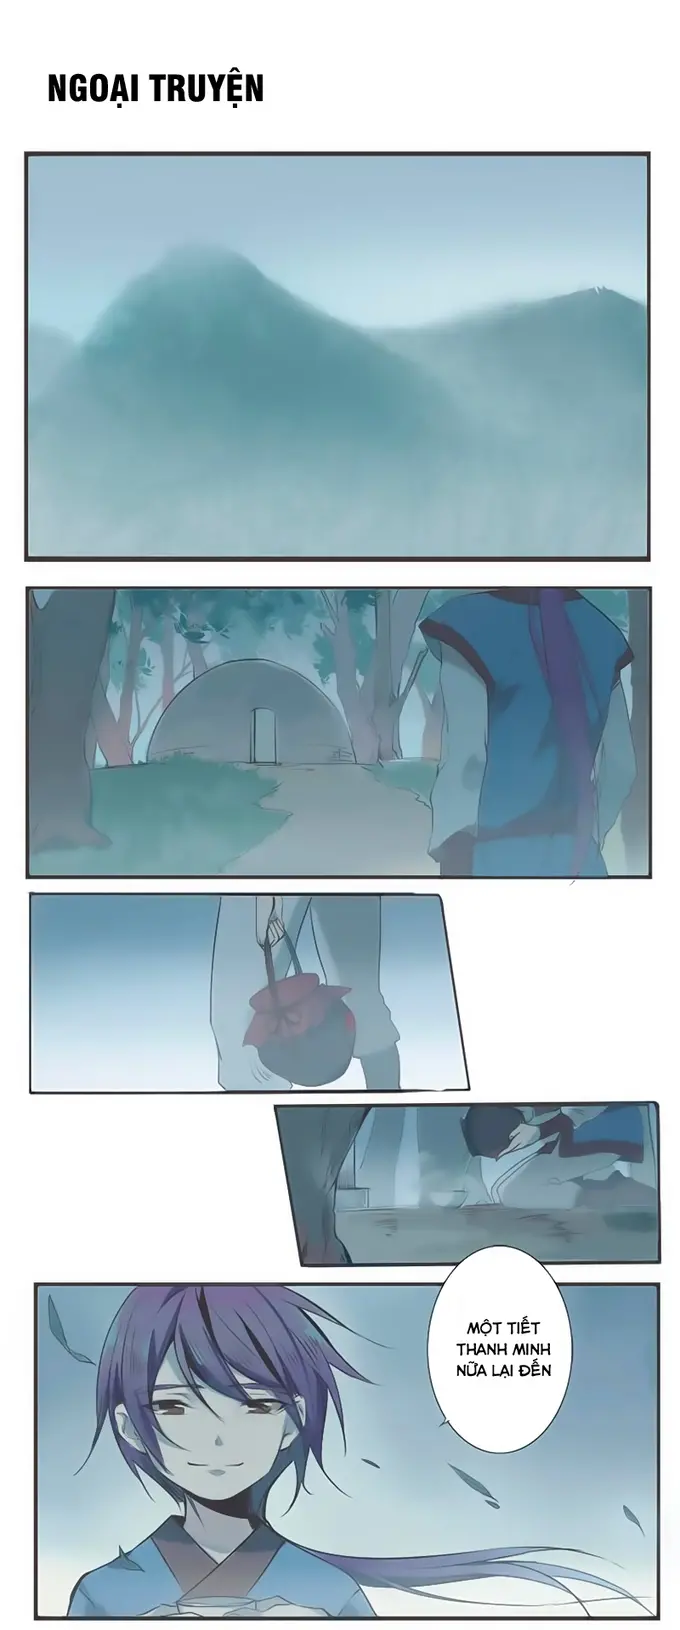 NGOẠI TRUYỆN
MỘT TIẾT
THANH MINH
NỮA LẠI ĐẾN